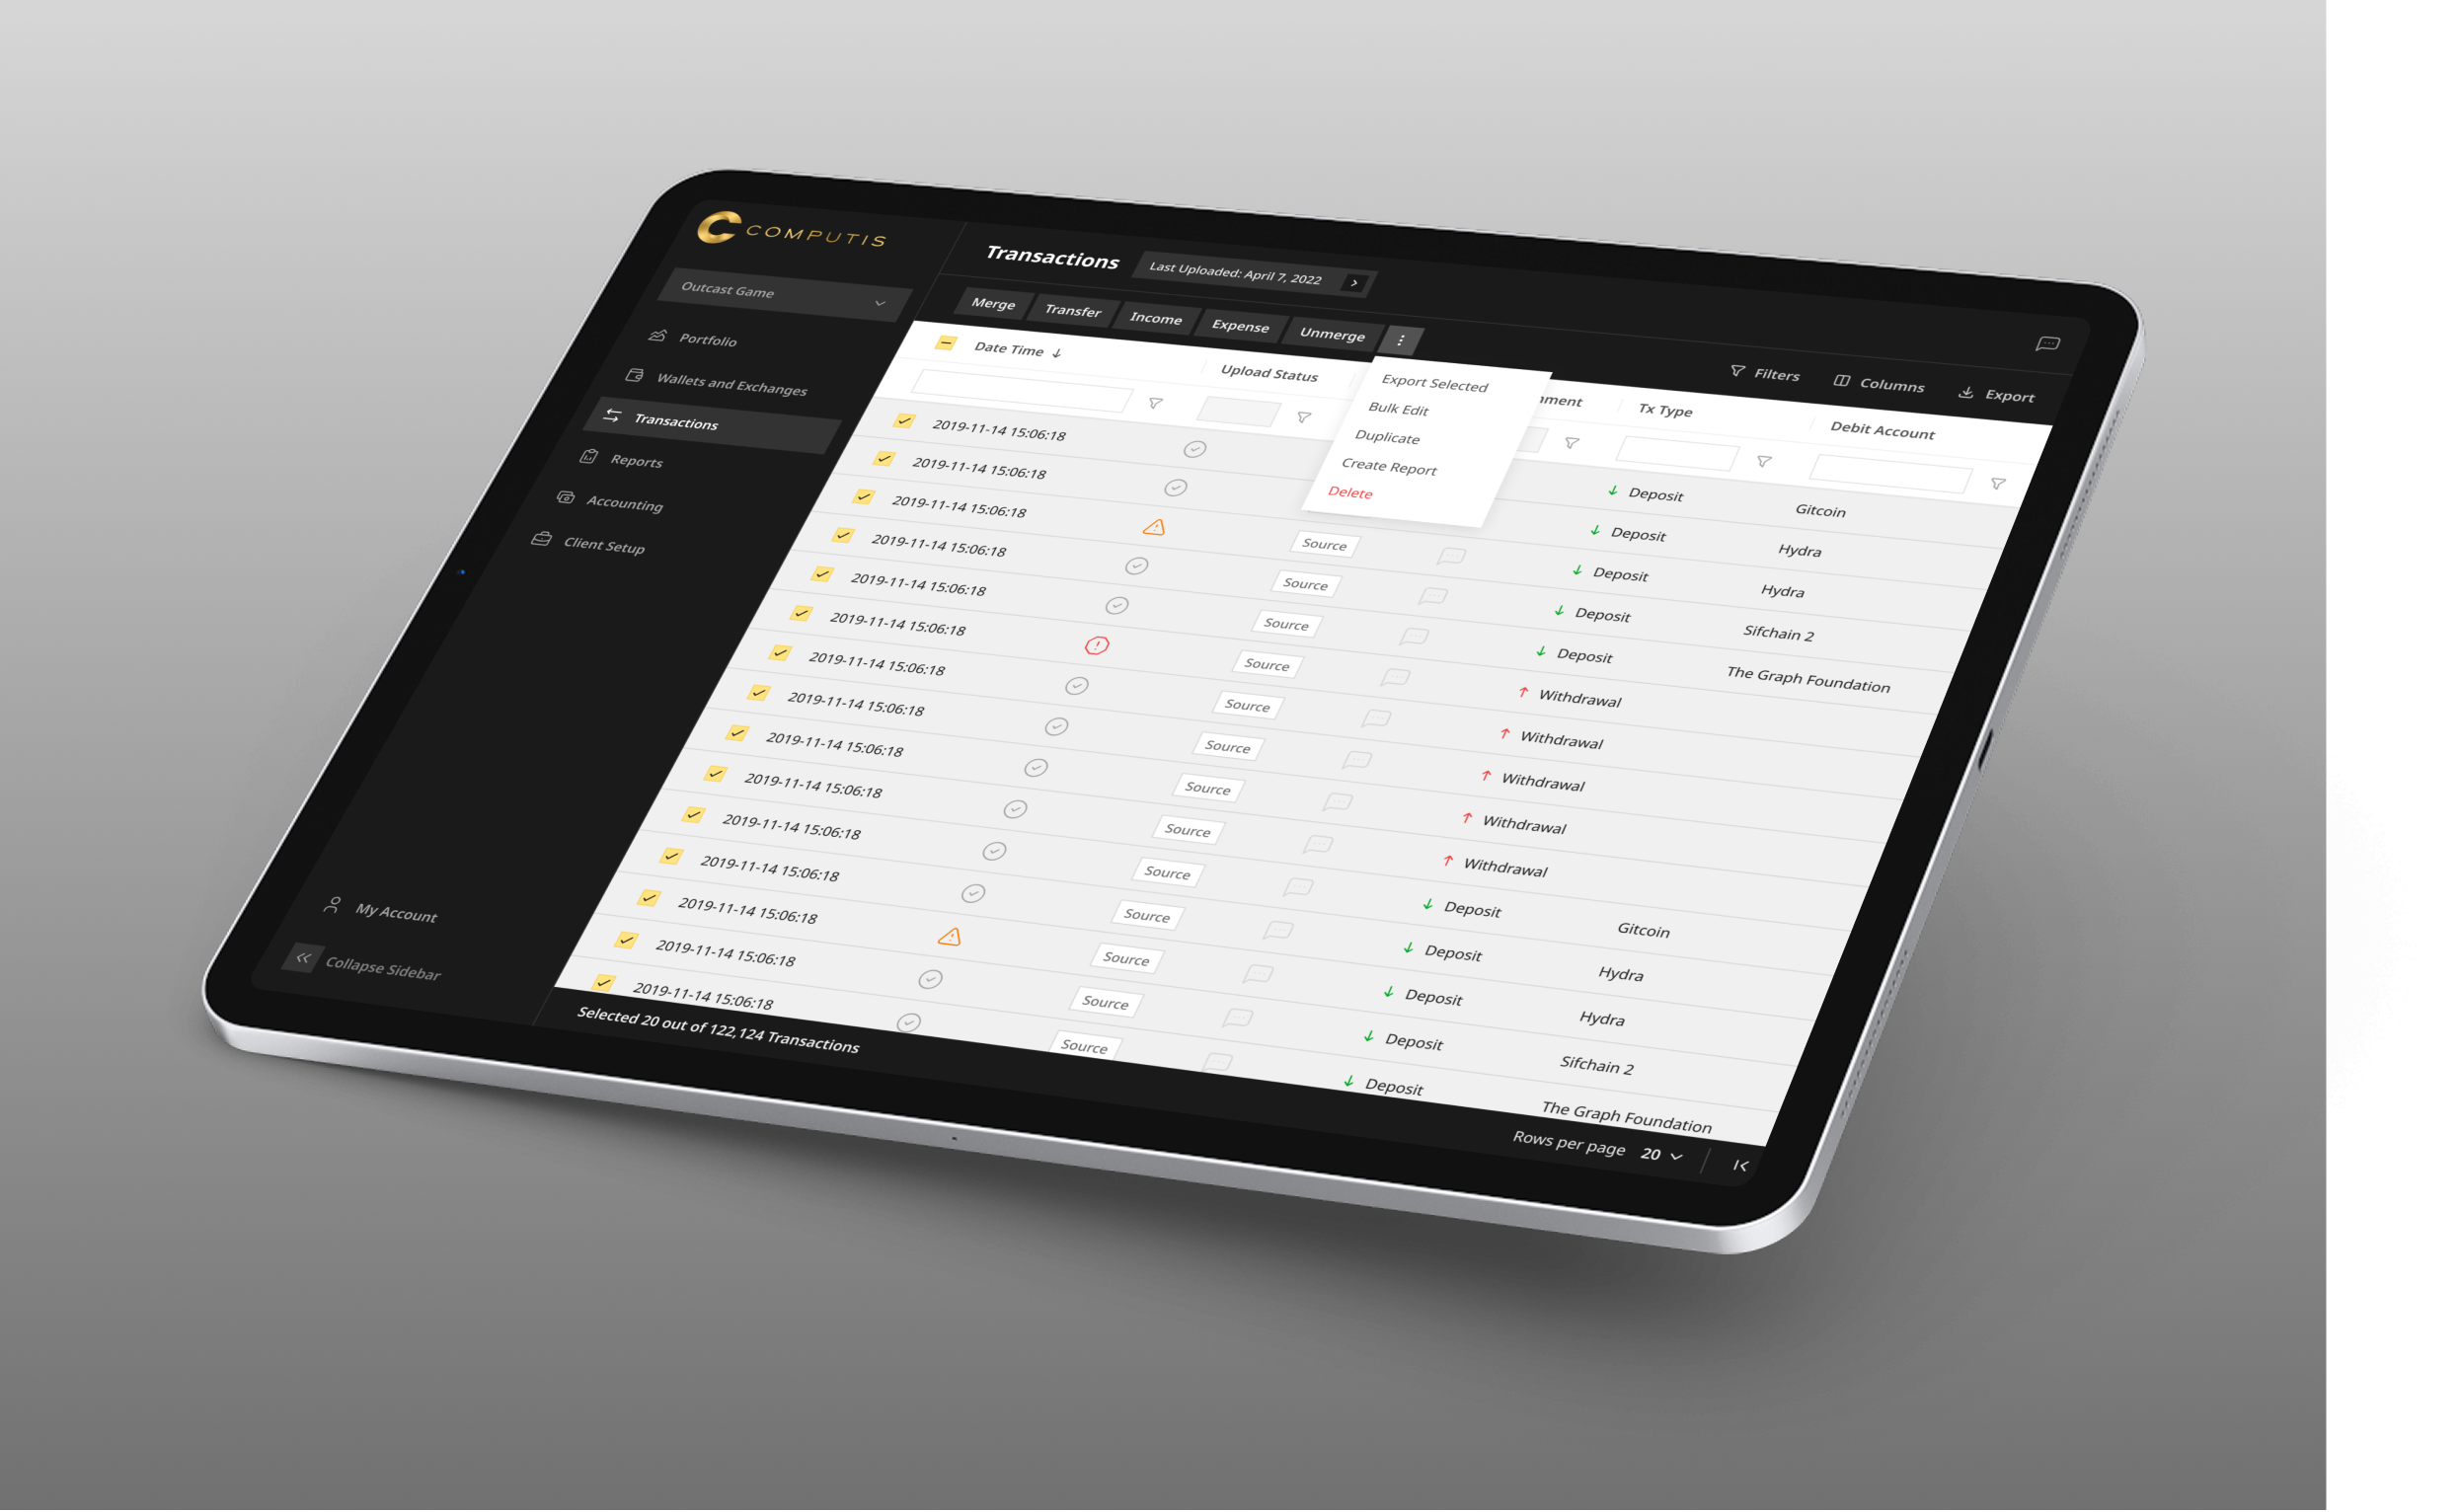 COMPUTIS
Outcast Game
Portfolio
Wallets and Exchanges
Transactions
Reports
Accounting
Client Setup
My Account
Collapse Sidebar
Transactions
Last Uploaded: April 7, 2022
Merge Transfer Income Expense Unmerge
Filters Columns Export
Export Selected
Bulk Edit
Duplicate
Create Report
Delete
Date Time Upload Status Tx Type Debit Account
2019-11-14 15:06:18 Deposit Gitcoin
2019-11-14 15:06:18 Deposit Hydra
2019-11-14 15:06:18 Source Deposit Hydra
2019-11-14 15:06:18 Source Deposit Sifchain 2
2019-11-14 15:06:18 Source Deposit The Graph Foundation
2019-11-14 15:06:18 Source Withdrawal
2019-11-14 15:06:18 Source Withdrawal
2019-11-14 15:06:18 Source Withdrawal
2019-11-14 15:06:18 Source Withdrawal
2019-11-14 15:06:18 Source Withdrawal
2019-11-14 15:06:18 Source Deposit Gitcoin
2019-11-14 15:06:18 Source Deposit Hydra
2019-11-14 15:06:18 Source Deposit Hydra
2019-11-14 15:06:18 Source Deposit Sifchain 2
2019-11-14 15:06:18 Source Deposit The Graph Foundation
Selected 20 out of 122,124 Transactions
Rows per page 20